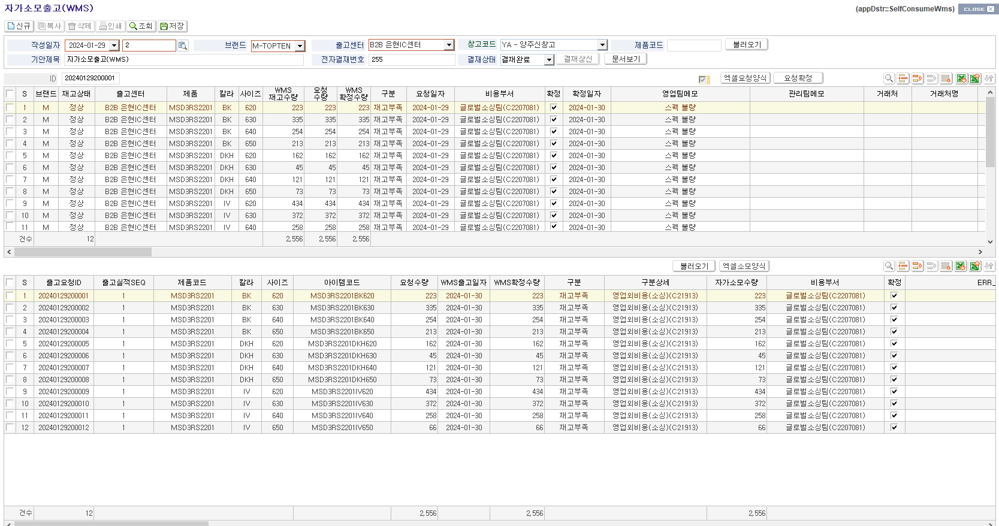 자가소모출고(WMS) (appDstr::SelfConsumeWms) CLOSE
신규 복사 삭제 인쇄 조회 저장
작성일자 2024-01-29 2 브랜드 M-TOPTEN 출고센터 B2B 은현IC센터 창고코드 YA - 양주신창고 제품코드 불러오기
기안제목 자가소모출고(WMS) 전자결재번호 255 결재상태 결재완료 결재상신 문서보기
ID 20240129200001 엑셀요청양식 요청확정
S 브랜드 재고상태 출고센터 제품 칼라 사이즈 WMS 재고수량 요청 수량 WMS 확정수량 구분 요청일자 비용부서 확정 확정일자 영업팀메모 관리팀메모 거래처 거래처명
1 M 정상 B2B 은현IC센터 MSD3RS2201 BK 620 223 223 223 재고부족 2024-01-29 글로벌소싱팀(C2207081) 2024-01-30 스펙 불량
2 M 정상 B2B 은현IC센터 MSD3RS2201 BK 630 335 335 335 재고부족 2024-01-29 글로벌소싱팀(C2207081) 2024-01-30 스펙 불량
3 M 정상 B2B 은현IC센터 MSD3RS2201 BK 640 254 254 254 재고부족 2024-01-29 글로벌소싱팀(C2207081) 2024-01-30 스펙 불량
4 M 정상 B2B 은현IC센터 MSD3RS2201 BK 650 213 213 213 재고부족 2024-01-29 글로벌소싱팀(C2207081) 2024-01-30 스펙 불량
5 M 정상 B2B 은현IC센터 MSD3RS2201 DKH 620 162 162 162 재고부족 2024-01-29 글로벌소싱팀(C2207081) 2024-01-30 스펙 불량
6 M 정상 B2B 은현IC센터 MSD3RS2201 DKH 630 45 45 45 재고부족 2024-01-29 글로벌소싱팀(C2207081) 2024-01-30 스펙 불량
7 M 정상 B2B 은현IC센터 MSD3RS2201 DKH 640 121 121 121 재고부족 2024-01-29 글로벌소싱팀(C2207081) 2024-01-30 스펙 불량
8 M 정상 B2B 은현IC센터 MSD3RS2201 DKH 650 73 73 73 재고부족 2024-01-29 글로벌소싱팀(C2207081) 2024-01-30 스펙 불량
9 M 정상 B2B 은현IC센터 MSD3RS2201 IV 620 434 434 434 재고부족 2024-01-29 글로벌소싱팀(C2207081) 2024-01-30 스펙 불량
10 M 정상 B2B 은현IC센터 MSD3RS2201 IV 630 372 372 372 재고부족 2024-01-29 글로벌소싱팀(C2207081) 2024-01-30 스펙 불량
11 M 정상 B2B 은현IC센터 MSD3RS2201 IV 640 258 258 258 재고부족 2024-01-29 글로벌소싱팀(C2207081) 2024-01-30 스펙 불량
건수 12 2,556 2,556 2,556
불러오기 엑셀소모양식
S 출고요청ID 출고실적SEQ 제품코드 칼라 사이즈 아이템코드 요청수량 WMS출고일자 WMS확정수량 구분 구분상세 자가소모수량 비용부서 확정 ERR_
1 20240129200001 1 MSD3RS2201 BK 620 MSD3RS2201BK620 223 2024-01-30 223 재고부족 영업외비용(소싱)(C21913) 223 글로벌소싱팀(C2207081)
2 20240129200002 1 MSD3RS2201 BK 630 MSD3RS2201BK630 335 2024-01-30 335 재고부족 영업외비용(소싱)(C21913) 335 글로벌소싱팀(C2207081)
3 20240129200003 1 MSD3RS2201 BK 640 MSD3RS2201BK640 254 2024-01-30 254 재고부족 영업외비용(소싱)(C21913) 254 글로벌소싱팀(C2207081)
4 20240129200004 1 MSD3RS2201 BK 650 MSD3RS2201BK650 213 2024-01-30 213 재고부족 영업외비용(소싱)(C21913) 213 글로벌소싱팀(C2207081)
5 20240129200005 1 MSD3RS2201 DKH 620 MSD3RS2201DKH620 162 2024-01-30 162 재고부족 영업외비용(소싱)(C21913) 162 글로벌소싱팀(C2207081)
6 20240129200006 1 MSD3RS2201 DKH 630 MSD3RS2201DKH630 45 2024-01-30 45 재고부족 영업외비용(소싱)(C21913) 45 글로벌소싱팀(C2207081)
7 20240129200007 1 MSD3RS2201 DKH 640 MSD3RS2201DKH640 121 2024-01-30 121 재고부족 영업외비용(소싱)(C21913) 121 글로벌소싱팀(C2207081)
8 20240129200008 1 MSD3RS2201 DKH 650 MSD3RS2201DKH650 73 2024-01-30 73 재고부족 영업외비용(소싱)(C21913) 73 글로벌소싱팀(C2207081)
9 20240129200009 1 MSD3RS2201 IV 620 MSD3RS2201IV620 434 2024-01-30 434 재고부족 영업외비용(소싱)(C21913) 434 글로벌소싱팀(C2207081)
10 20240129200010 1 MSD3RS2201 IV 630 MSD3RS2201IV630 372 2024-01-30 372 재고부족 영업외비용(소싱)(C21913) 372 글로벌소싱팀(C2207081)
11 20240129200011 1 MSD3RS2201 IV 640 MSD3RS2201IV640 258 2024-01-30 258 재고부족 영업외비용(소싱)(C21913) 258 글로벌소싱팀(C2207081)
12 20240129200012 1 MSD3RS2201 IV 650 MSD3RS2201IV650 66 2024-01-30 66 재고부족 영업외비용(소싱)(C21913) 66 글로벌소싱팀(C2207081)
건수 12 2,556 2,556 2,556